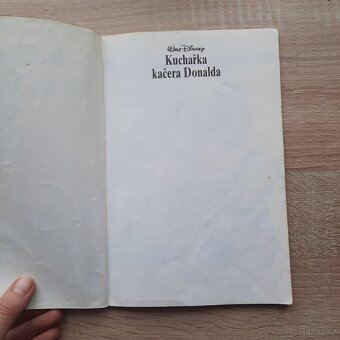 Walt Disney
Kuchařka
kačera Donalda